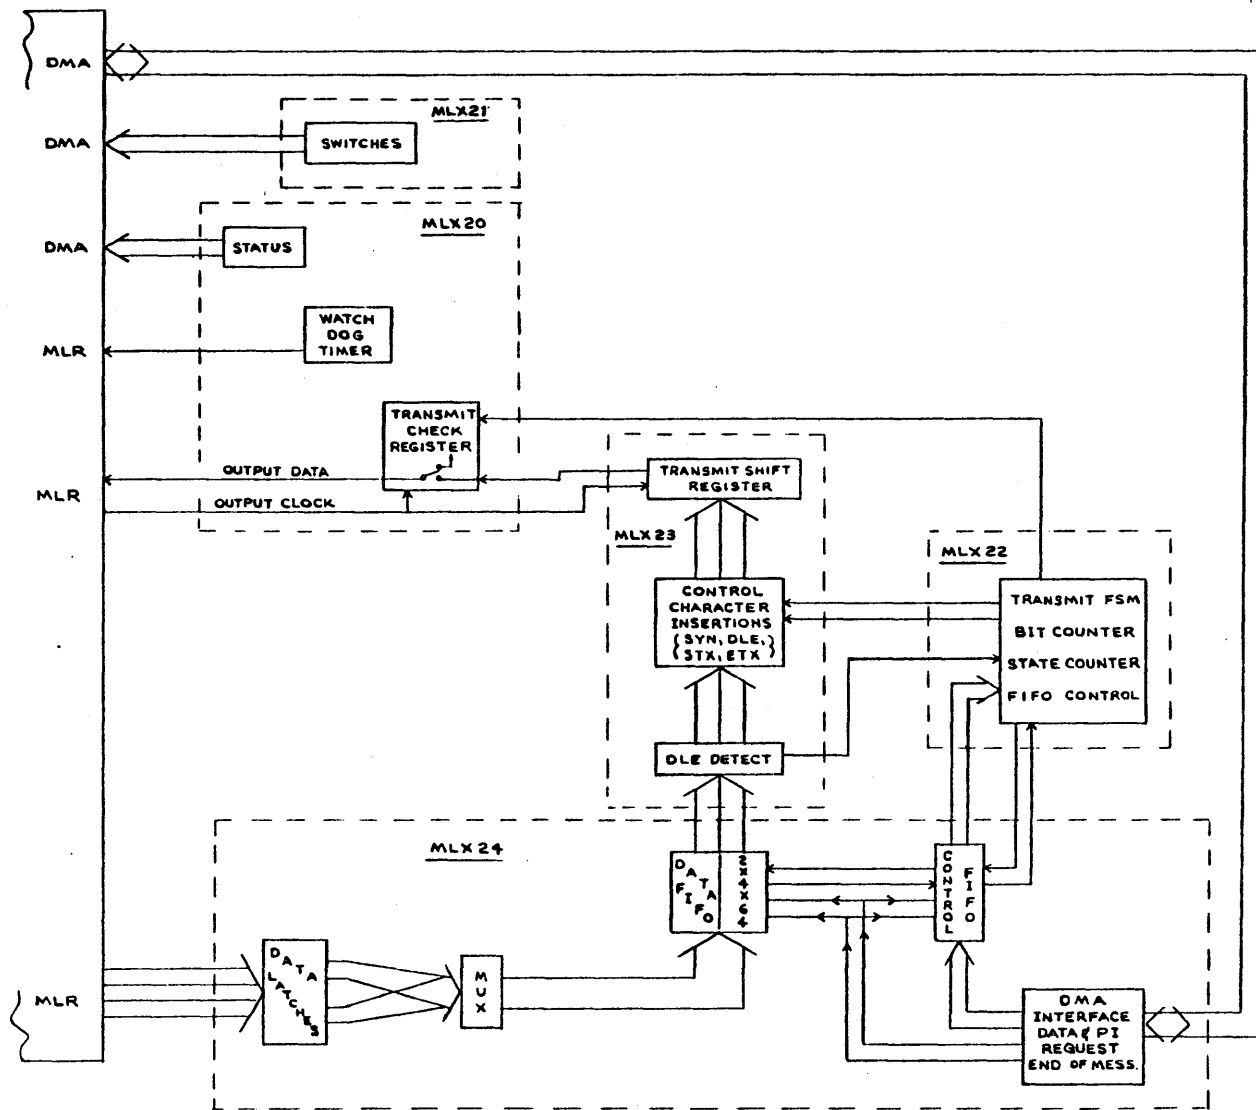 DMA
MLX21
DMA
SWITCHES
MLX20
DMA
STATUS
WATCH
DOG
TIMER
MLR
TRANSMIT
CHECK
REGISTER
OUTPUT DATA
MLR
OUTPUT CLOCK
TRANSMIT SHIFT
REGISTER
MLX23
MLX22
CONTROL
CHARACTER
INSERTIONS
{SYN, DLE,}
{STX, ETX}
TRANSMIT FSM
BIT COUNTER
STATE COUNTER
FIFO CONTROL
DLE DETECT
MLX24
DATA
FIFO
2X4X64
CONTROL
FIFO
DATA
LATCHES
MUX
MLR
DMA
INTERFACE
DATA & PI
REQUEST
END OF MESS.